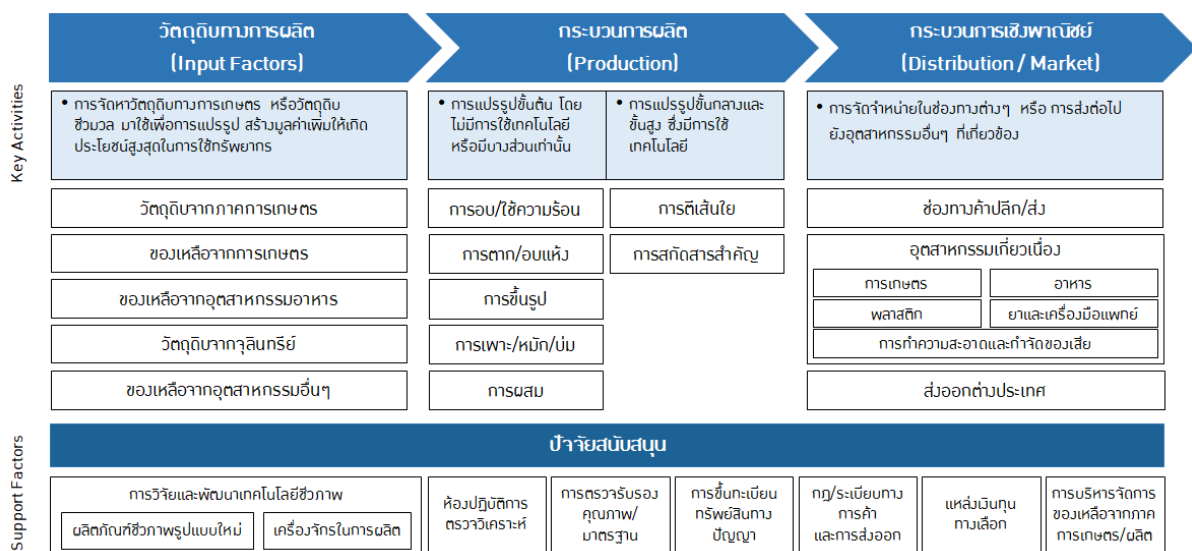 วัตถุดิบทางการผลิต
(Input Factors)
กระบวนการผลิต
(Production)
กระบวนการเชิงพาณิชย์
(Distribution / Market)
Key Activities
• การจัดหาวัตถุดิบทางการเกษตร หรือวัตถุดิบ
ชีวมวล มาใช้เพื่อการแปรรูป สร้างมูลค่าเพิ่มให้เกิด
ประโยชน์สูงสุดในการใช้ทรัพยากร
• การแปรรูปขั้นต้น โดย
ไม่มีการใช้เทคโนโลยี
หรือมีบางส่วนเท่านั้น
• การแปรรูปขั้นกลางและ
ขั้นสูง ซึ่งมีการใช้
เทคโนโลยี
• การจัดจำหน่ายในช่องทางต่างๆ หรือ การส่งต่อไป
ยังอุตสาหกรรมอื่นๆ ที่เกี่ยวข้อง
วัตถุดิบจากภาคการเกษตร
ของเหลือจากการเกษตร
ของเหลือจากอุตสาหกรรมอาหาร
วัตถุดิบจากจุลินทรีย์
ของเหลือจากอุตสาหกรรมอื่นๆ
การอบ/ใช้ความร้อน
การตาก/อบแห้ง
การขึ้นรูป
การเพาะ/หมัก/บ่ม
การผสม
การตีเส้นใย
การสกัดสารสำคัญ
ช่องทางค้าปลีก/ส่ง
อุตสาหกรรมเกี่ยวเนื่อง
การเกษตร
อาหาร
พลาสติก
ยาและเครื่องมือแพทย์
การทำความสะอาดและกำจัดของเสีย
ส่งออกต่างประเทศ
Support Factors
ปัจจัยสนับสนุน
การวิจัยและพัฒนาเทคโนโลยีชีวภาพ
ผลิตภัณฑ์ชีวภาพรูปแบบใหม่
เครื่องจักรในการผลิต
ห้องปฏิบัติการ
ตรวจวิเคราะห์
การตรวจรับรอง
คุณภาพ/
มาตรฐาน
การขึ้นทะเบียน
ทรัพย์สินทาง
ปัญญา
กฎ/ระเบียบทาง
การค้า
และการส่งออก
แหล่งเงินทุน
ทางเลือก
การบริหารจัดการ
ของเหลือจากภาค
การเกษตร/ผลิต